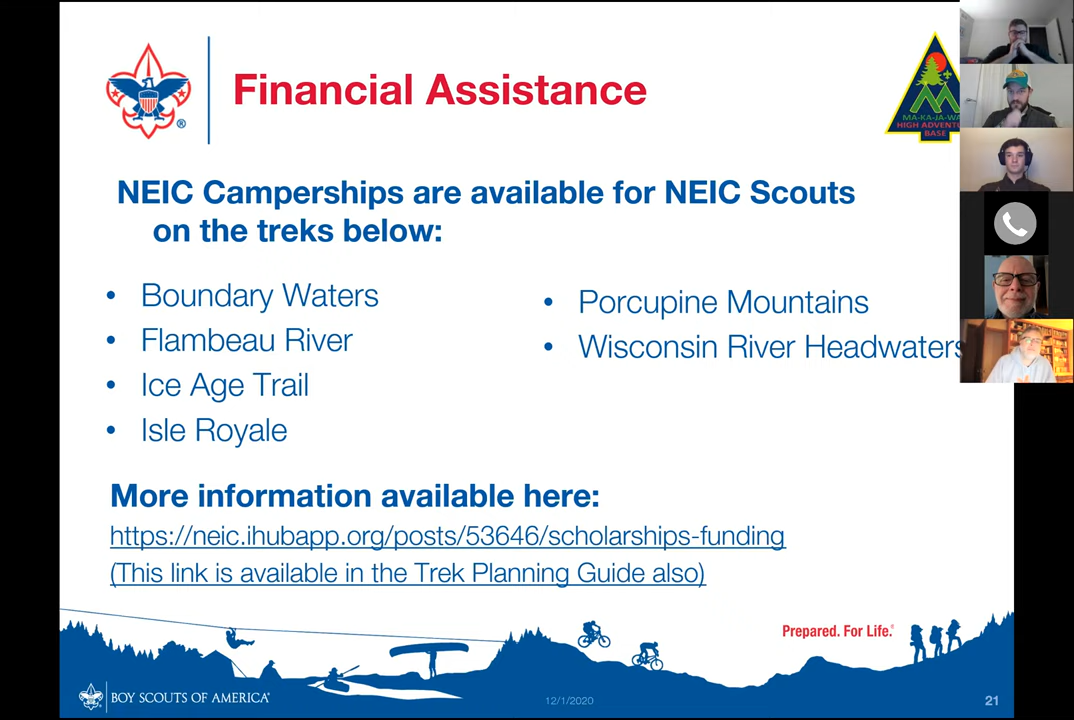 Financial Assistance
MA-KA-JA-WA
HIGH ADVENT
BASE
NEIC Camperships are available for NEIC Scouts
on the treks below:
• Boundary Waters
• Flambeau River
• Ice Age Trail
• Isle Royale
• Porcupine Mountains
• Wisconsin River Headwaters
More information available here:
https://neic.ihubapp.org/posts/53646/scholarships-funding
(This link is available in the Trek Planning Guide also)
Prepared. For Life.®
BOY SCOUTS OF AMERICA®
12/1/2020
21